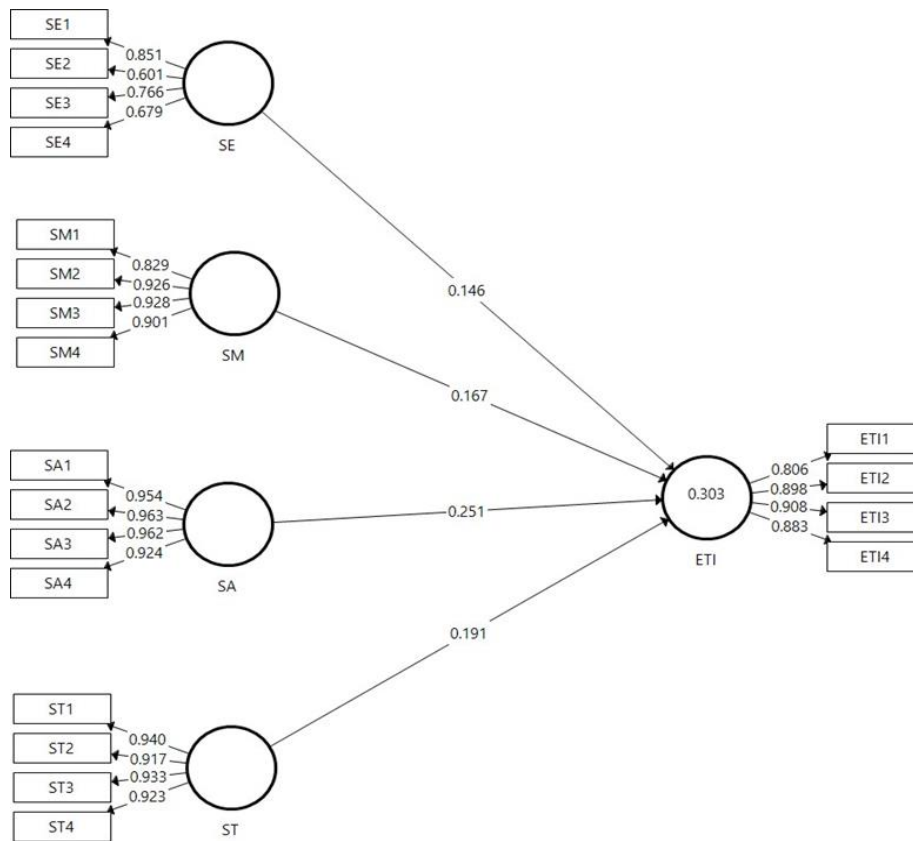 SE1
0.851
SE2
0.601
0.766
SE3
0.679
SE4
SE
SM1
0.829
SM2
0.926
0.928
SM3
0.901
SM4
SM
0.146
0.167
SA1
0.954
SA2
0.963
0.962
SA3
0.924
SA4
SA
0.251
0.191
ST1
0.940
ST2
0.917
0.933
ST3
0.923
ST4
ST
0.303
ETI
ETI1
0.806
ETI2
0.898
0.908
ETI3
0.883
ETI4